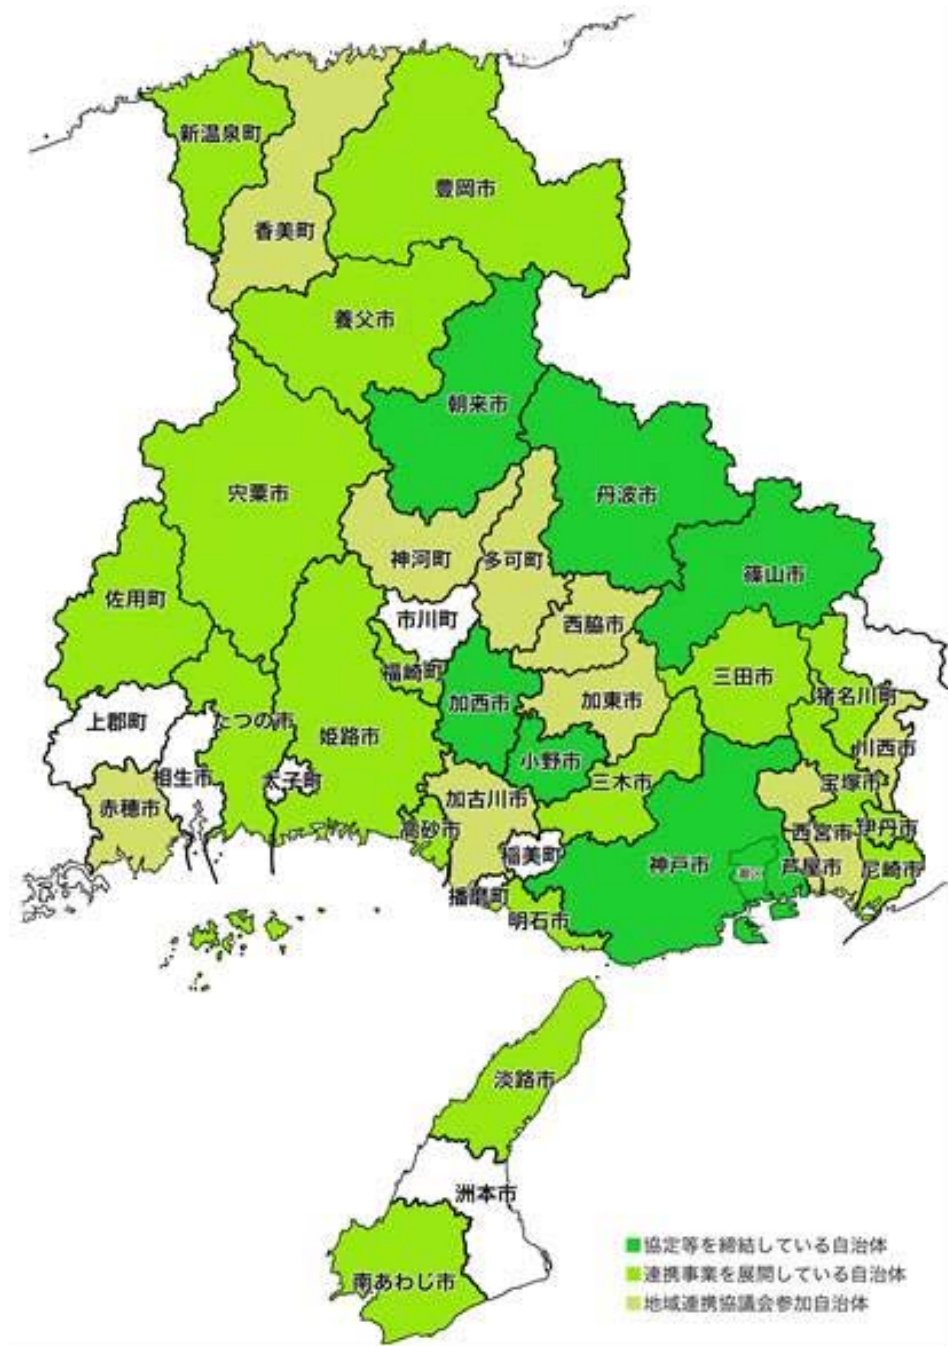 新温泉町
豊岡市
香美町
養父市
朝来市
宍粟市
丹波市
神河町
多可町
篠山市
佐用町
市川町
西脇市
福崎町
三田市
猪名川町
加西市
加東市
上郡町
たつの市
姫路市
川西市
小野市
相生市
太子町
三木市
宝塚市
赤穂市
加古川市
高砂市
西宮市
伊丹市
稲美町
神戸市
灘区
芦屋市
尼崎市
播磨町
明石市
淡路市
洲本市
南あわじ市
協定等を締結している自治体
連携事業を展開している自治体
地域連携協議会参加自治体